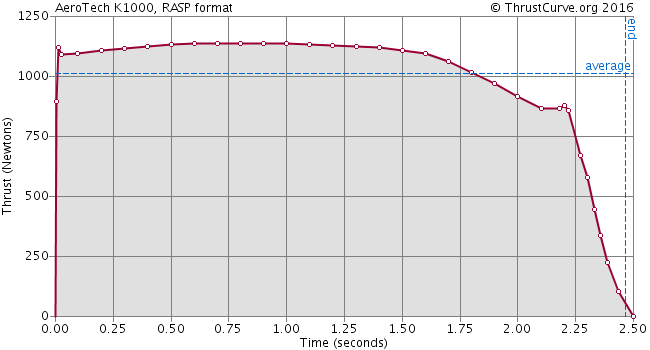 AeroTech K1000, RASP format
© ThrustCurve.org 2016
end
average
Thrust (Newtons)
1250
1000
750
500
250
0
0.00 0.25 0.50 0.75 1.00 1.25 1.50 1.75 2.00 2.25 2.50
Time (seconds)